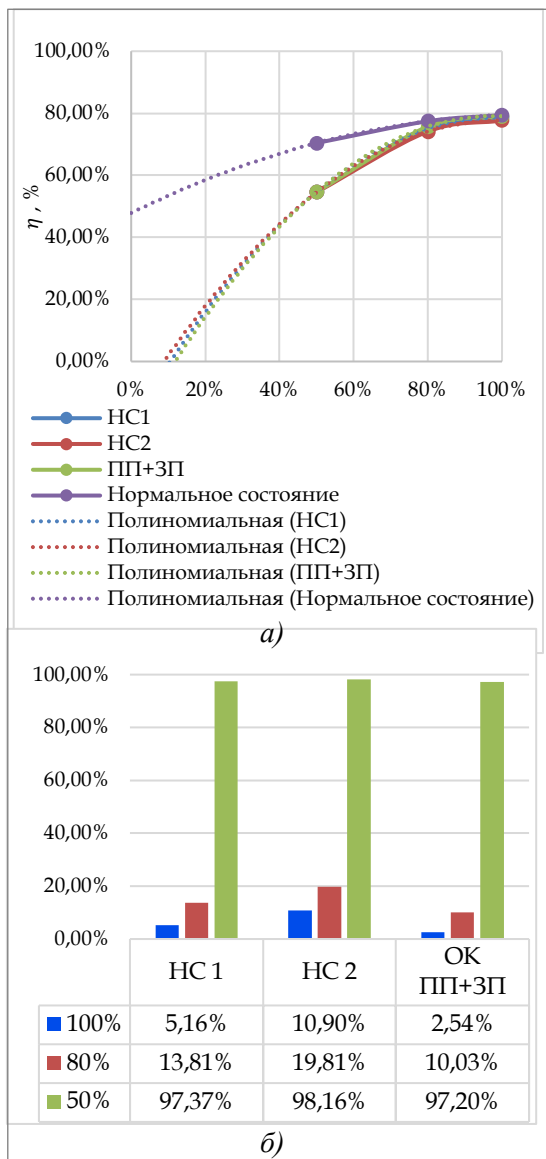 100,00%
80,00%
60,00%
40,00%
20,00%
0,00%
η , %
0% 20% 40% 60% 80% 100%
НС1
НС2
ПП+ЗП
Нормальное состояние
Полиномиальная (НС1)
Полиномиальная (НС2)
Полиномиальная (ПП+ЗП)
Полиномиальная (Нормальное состояние)
а)
100,00%
80,00%
60,00%
40,00%
20,00%
0,00%
НС 1 НС 2 ОК ПП+ЗП
100% 5,16% 10,90% 2,54%
80% 13,81% 19,81% 10,03%
50% 97,37% 98,16% 97,20%
б)